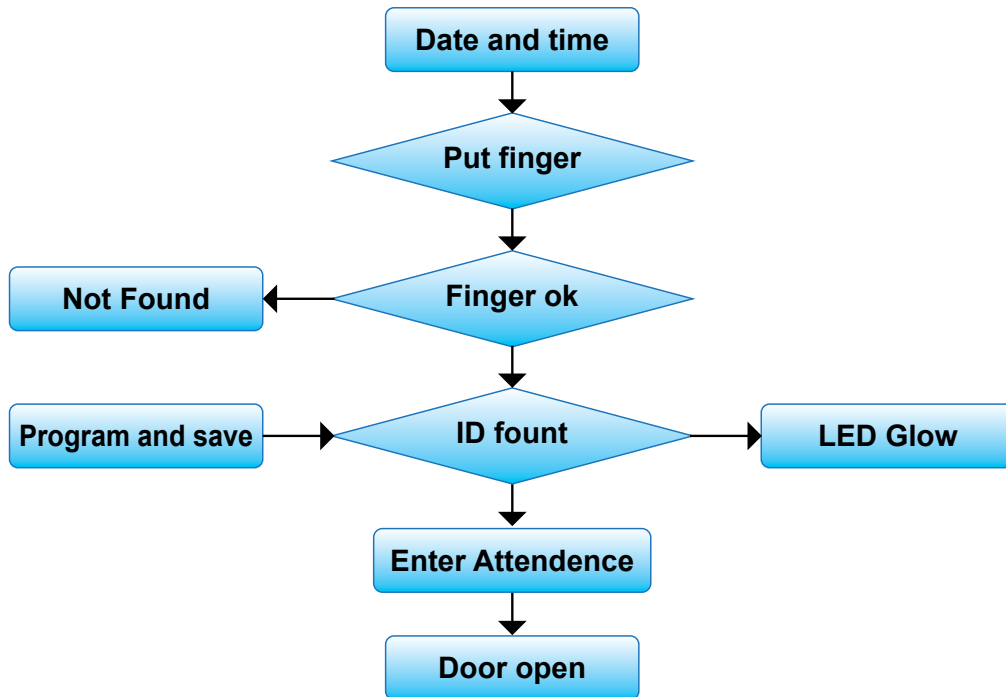 Date and time
Put finger
Not Found
Finger ok
Program and save
ID fount
LED Glow
Enter Attendence
Door open